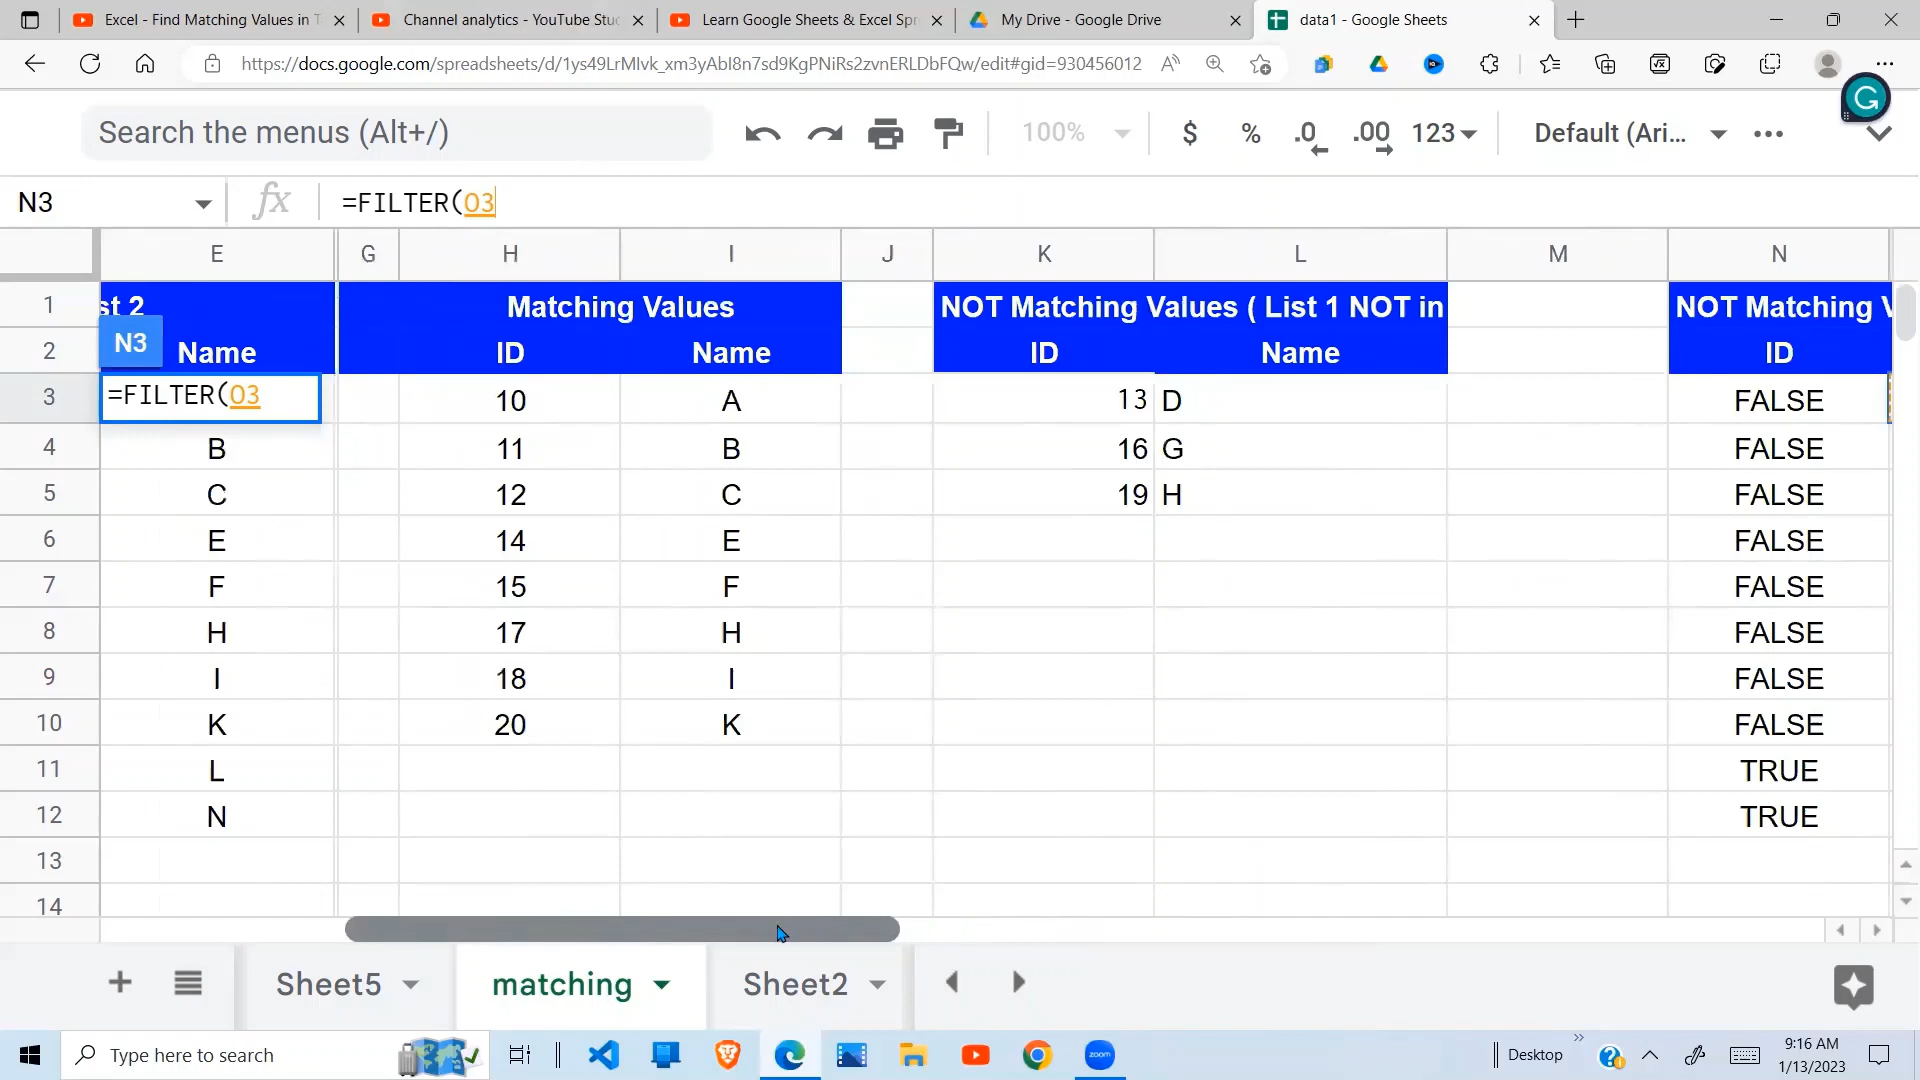 Excel - Find Matching Values in T
Channel analytics - YouTube Stu
Learn Google Sheets & Excel Spr
My Drive - Google Drive
data1 - Google Sheets
https://docs.google.com/spreadsheets/d/1ys49LrMlvk_xm3yAbI8n7sd9KgPNiRs2zvnERLDbFQw/edit#gid=930456012
Search the menus (Alt+/)
100%
$ % .0 .00 123
Default (Ari...
N3
fx
=FILTER(O3
E G H I J K L M N
1 st 2 Matching Values NOT Matching Values ( List 1 NOT in NOT Matching V
N3
2 Name ID Name ID Name ID
3 =FILTER(O3 10 A 13 D FALSE
4 B 11 B 16 G FALSE
5 C 12 C 19 H FALSE
6 E 14 E FALSE
7 F 15 F FALSE
8 H 17 H FALSE
9 I 18 I FALSE
10 K 20 K FALSE
11 L TRUE
12 N TRUE
13
14
Sheet5
matching
Sheet2
Type here to search
zoom
Desktop
9:16 AM
1/13/2023